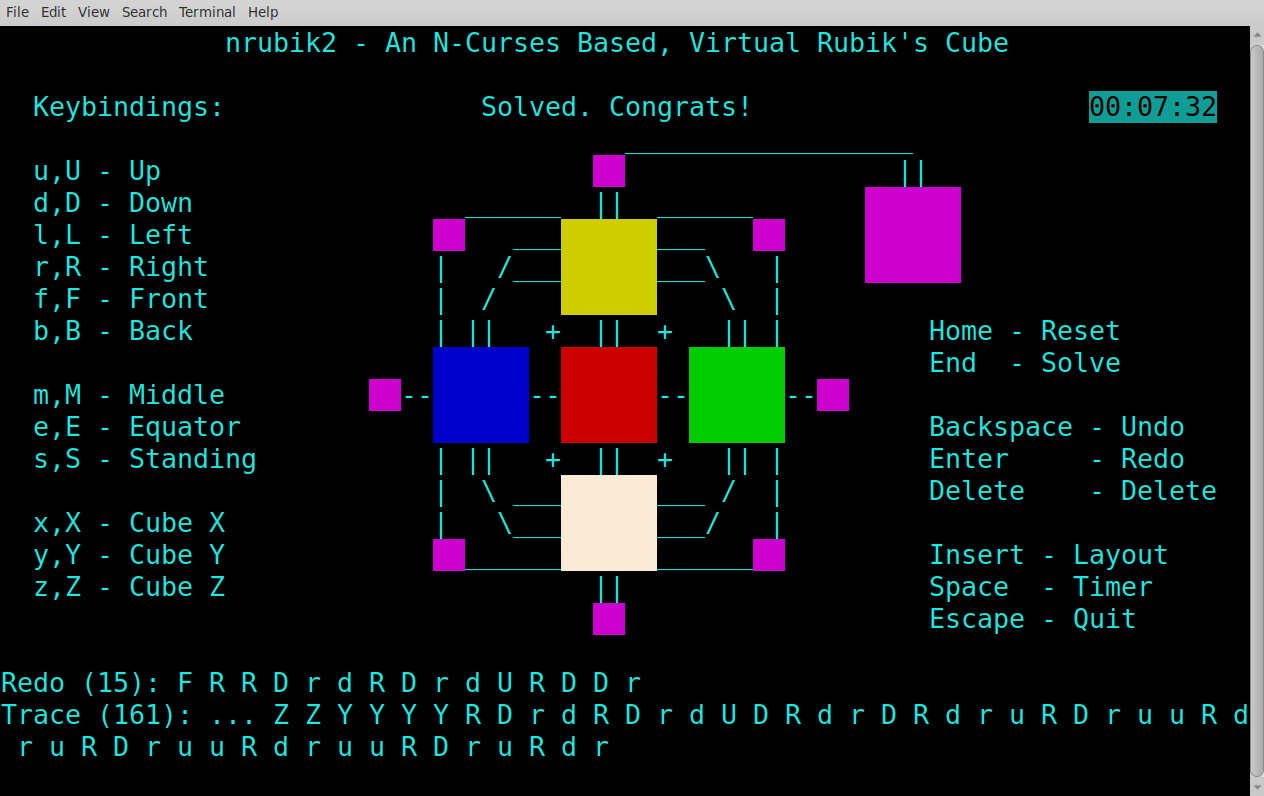 File Edit View Search Terminal Help
nrubik2 - An N-Curses Based, Virtual Rubik's Cube
Keybindings: Solved. Congrats! 00:07:32
u,U - Up
d,D - Down
l,L - Left
r,R - Right
f,F - Front
b,B - Back Home - Reset
End - Solve
m,M - Middle
e,E - Equator Backspace - Undo
s,S - Standing Enter - Redo
Delete - Delete
x,X - Cube X
y,Y - Cube Y Insert - Layout
z,Z - Cube Z Space - Timer
Escape - Quit
Redo (15): F R R D r d R D r d U R D D r
Trace (161): ... Z Z Y Y Y Y R D r d R D r d U D R d r D R d r u R D r u u R d
r u R D r u u R d r u u R D r u R d r